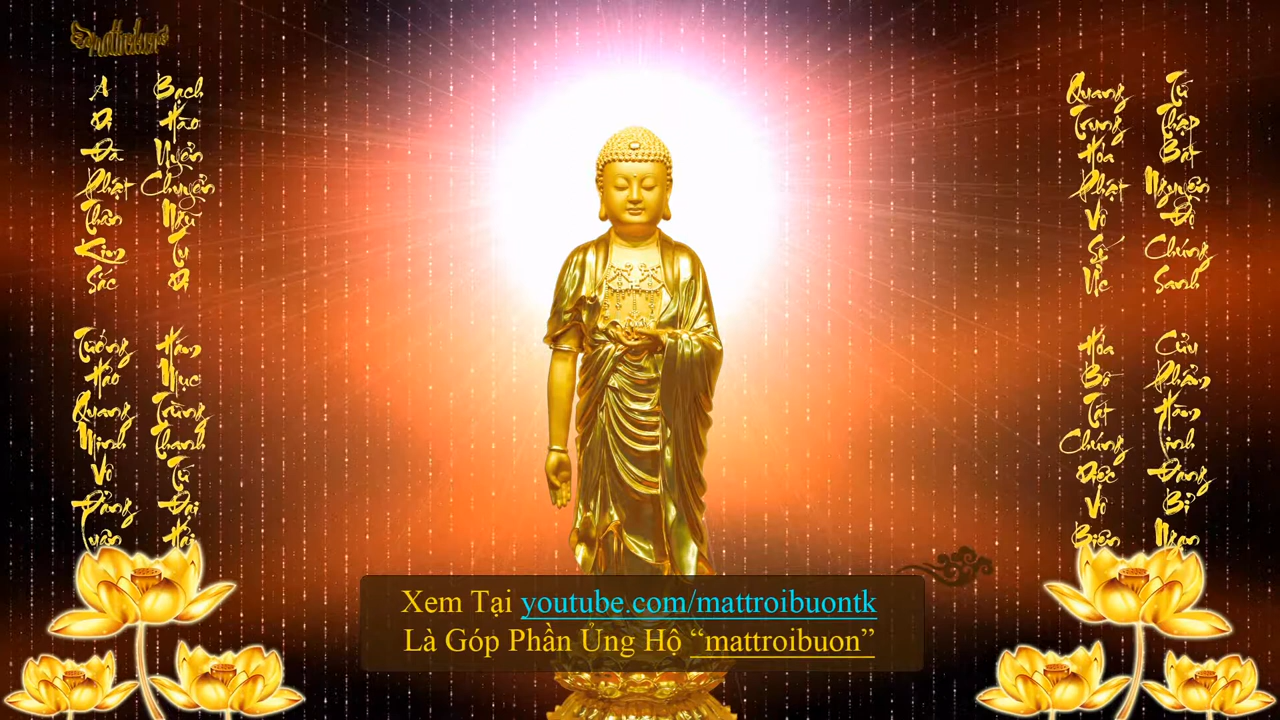 mattroibuon
A Di Đà Phật Thân Kim Sắc
Tướng Hảo Quang Minh Vô Đẳng Luân
Bạch Hào Uyển Chuyển Ngũ Tu Di
Hám Mục Trừng Thanh Tứ Đại Hải
Quang Trung Hóa Phật Vô Số Ức
Hóa Bồ Tát Chúng Diệc Vô Biên
Tứ Thập Bát Nguyện Độ Chúng Sanh
Cửu Phẩm Hàm Linh Đăng Bỉ Ngạn
Xem Tại youtube.com/mattroibuontk
Là Góp Phần Ủng Hộ “mattroibuon”